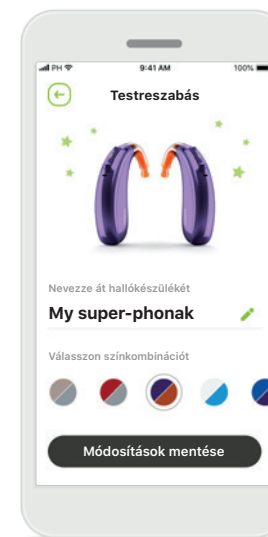 PH 9:41 AM 100%
Testreszabás
Nevezze át hallókészülékét
My super-phonak
Válasszon színkombinációt
Módosítások mentése